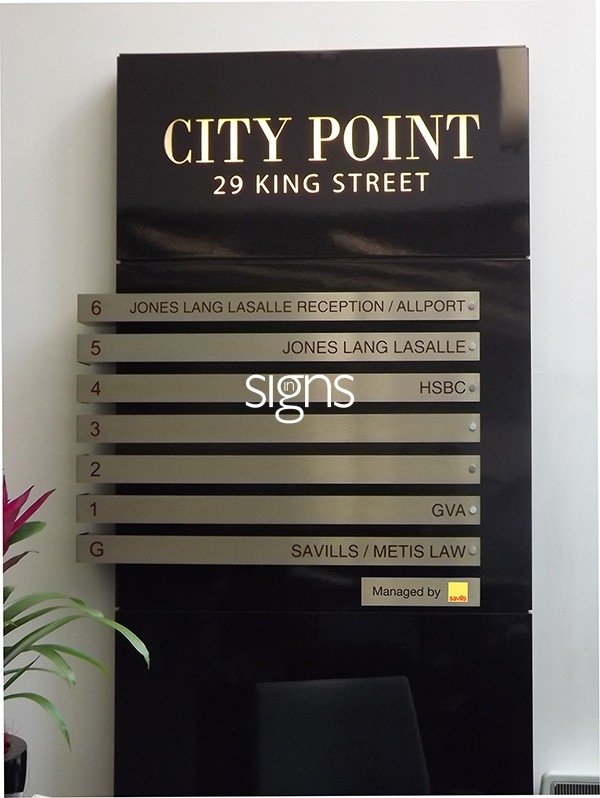 CITY POINT
29 KING STREET
6 JONES LANG LASALLE RECEPTION / ALLPORT
5 JONES LANG LASALLE
4 HSBC
in signs
3
2
1 GVA
G SAVILLS / METIS LAW
Managed by savills